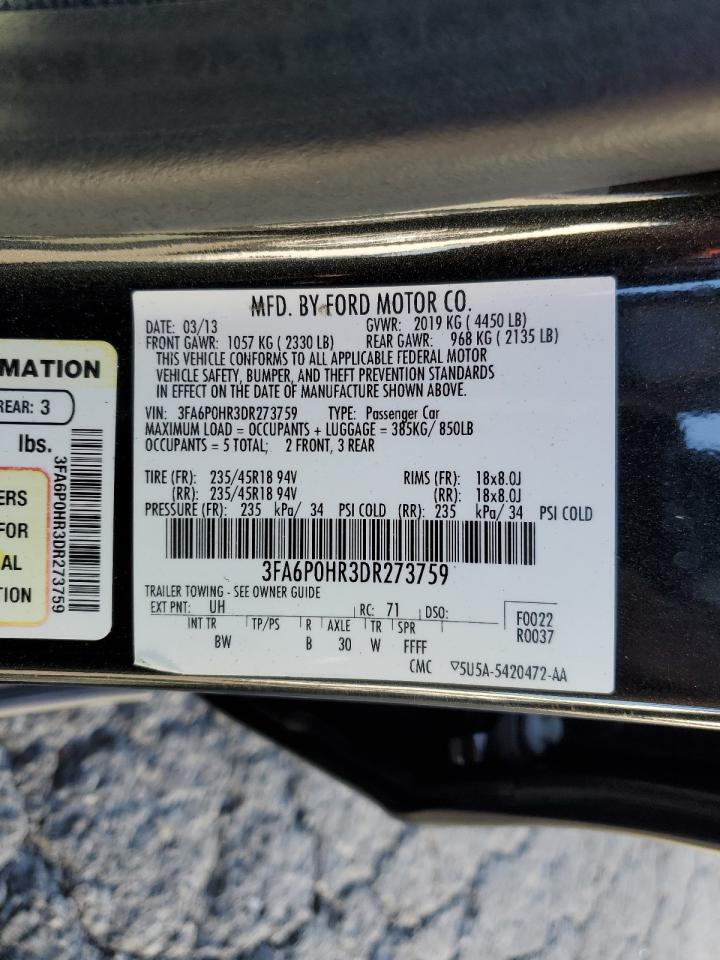 MFD. BY FORD MOTOR CO.
DATE: 03/13 GVWR: 2019 KG ( 4450 LB)
FRONT GAWR: 1057 KG ( 2330 LB) REAR GAWR: 968 KG ( 2135 LB)
THIS VEHICLE CONFORMS TO ALL APPLICABLE FEDERAL MOTOR
VEHICLE SAFETY, BUMPER, AND THEFT PREVENTION STANDARDS
IN EFFECT ON THE DATE OF MANUFACTURE SHOWN ABOVE.
VIN: 3FA6P0HR3DR273759 TYPE: Passenger Car
MAXIMUM LOAD = OCCUPANTS + LUGGAGE = 385KG/ 850LB
OCCUPANTS = 5 TOTAL; 2 FRONT, 3 REAR
TIRE (FR): 235/45R18 94V RIMS (FR): 18x8.0J
(RR): 235/45R18 94V (RR): 18x8.0J
PRESSURE (FR): 235 kPa/ 34 PSI COLD (RR): 235 kPa/ 34 PSI COLD
3FA6P0HR3DR273759
TRAILER TOWING - SEE OWNER GUIDE
EXT PNT: UH RC: 71 DSO:
INT TR TP/PS R AXLE TR SPR
BW B 30 W FFFF
F0022
R0037
CMC ▽5U5A-5420472-AA
MATION
REAR: 3
lbs.
ERS
FOR
AL
TION
3FA6P0HR3DR273759